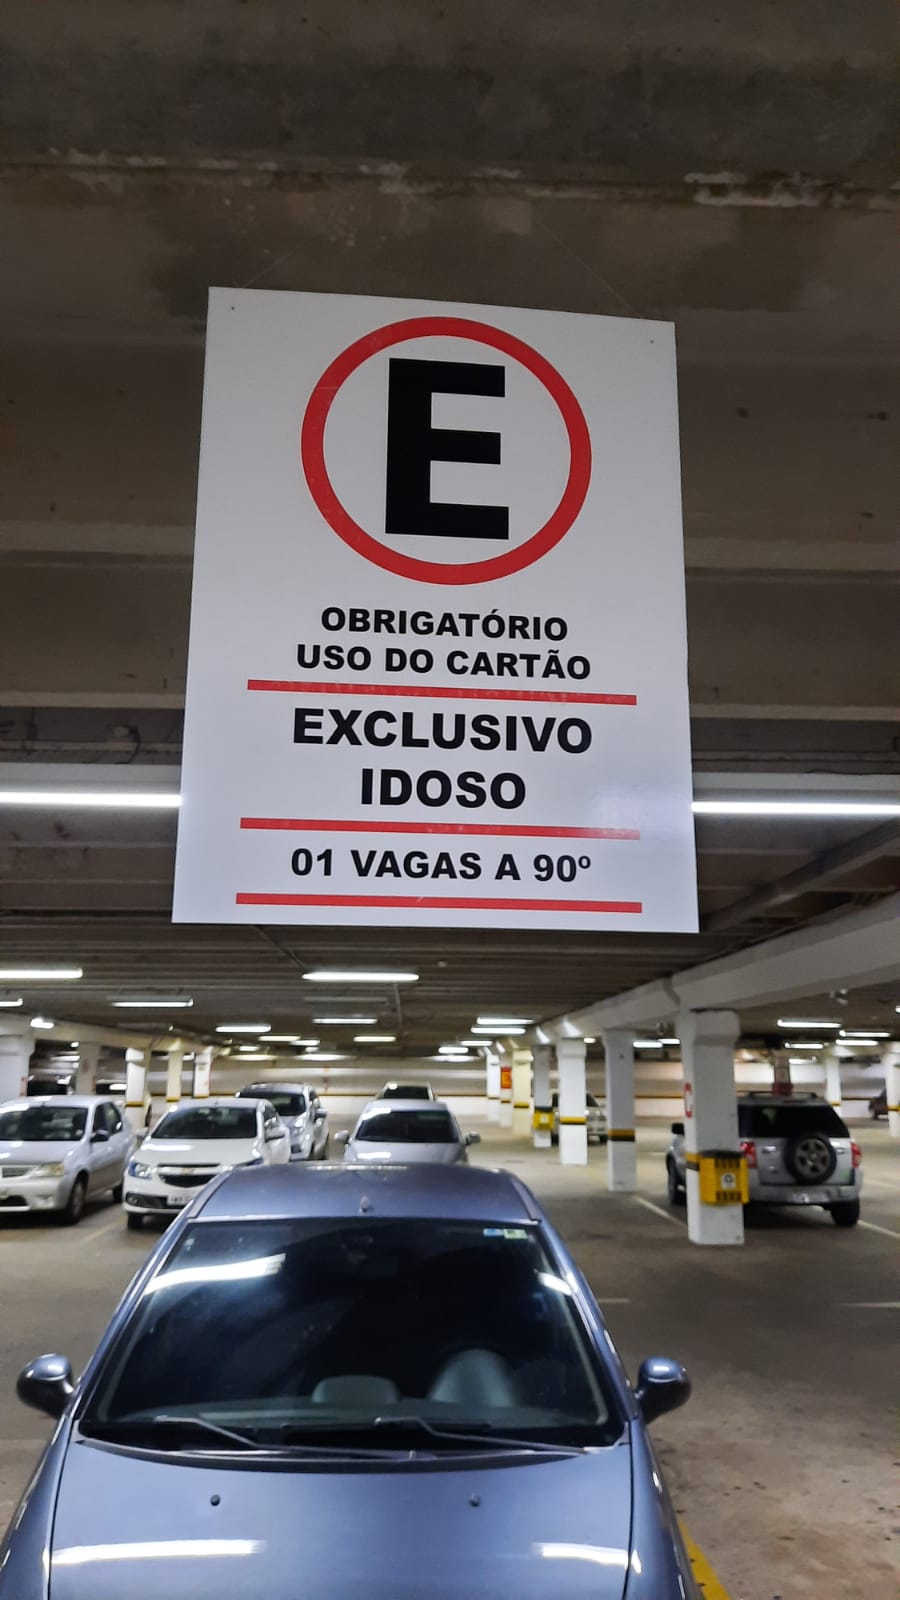 E
OBRIGATÓRIO
USO DO CARTÃO
EXCLUSIVO
IDOSO
01 VAGAS A 90º